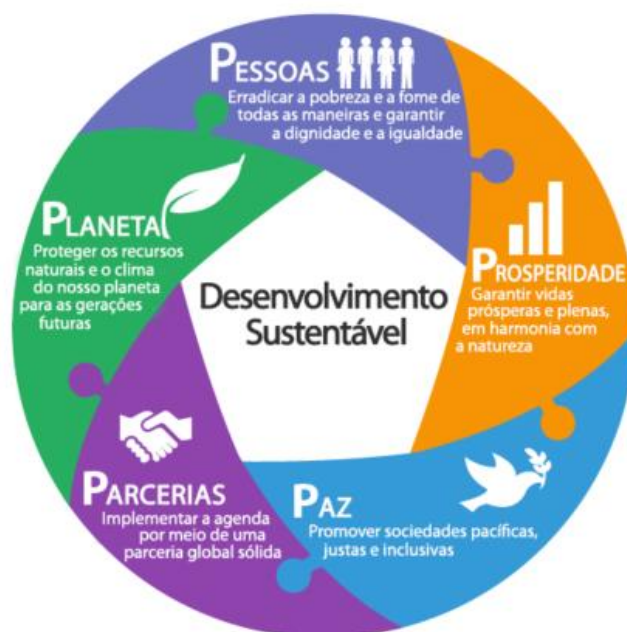 PESSOAS
Erradicar a pobreza e a fome de
todas as maneiras e garantir
a dignidade e a igualdade
PROSPERIDADE
Garantir vidas
prósperas e plenas,
em harmonia com
a natureza
PAZ
Promover sociedades pacíficas,
justas e inclusivas
PARCERIAS
Implementar a agenda
por meio de uma
parceria global sólida
PLANETA
Proteger os recursos
naturais e o clima
do nosso planeta
para as gerações
futuras
Desenvolvimento
Sustentável